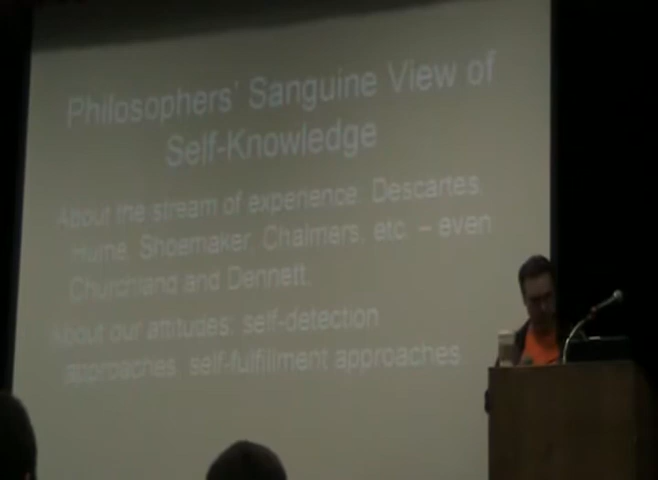 Philosophers' Sanguine View of
Self-Knowledge
About the stream of experience: Descartes,
Hume, Shoemaker, Chalmers, etc. – even
Churchland and Dennett.
About our attitudes: self-detection
approaches, self-fulfillment approaches